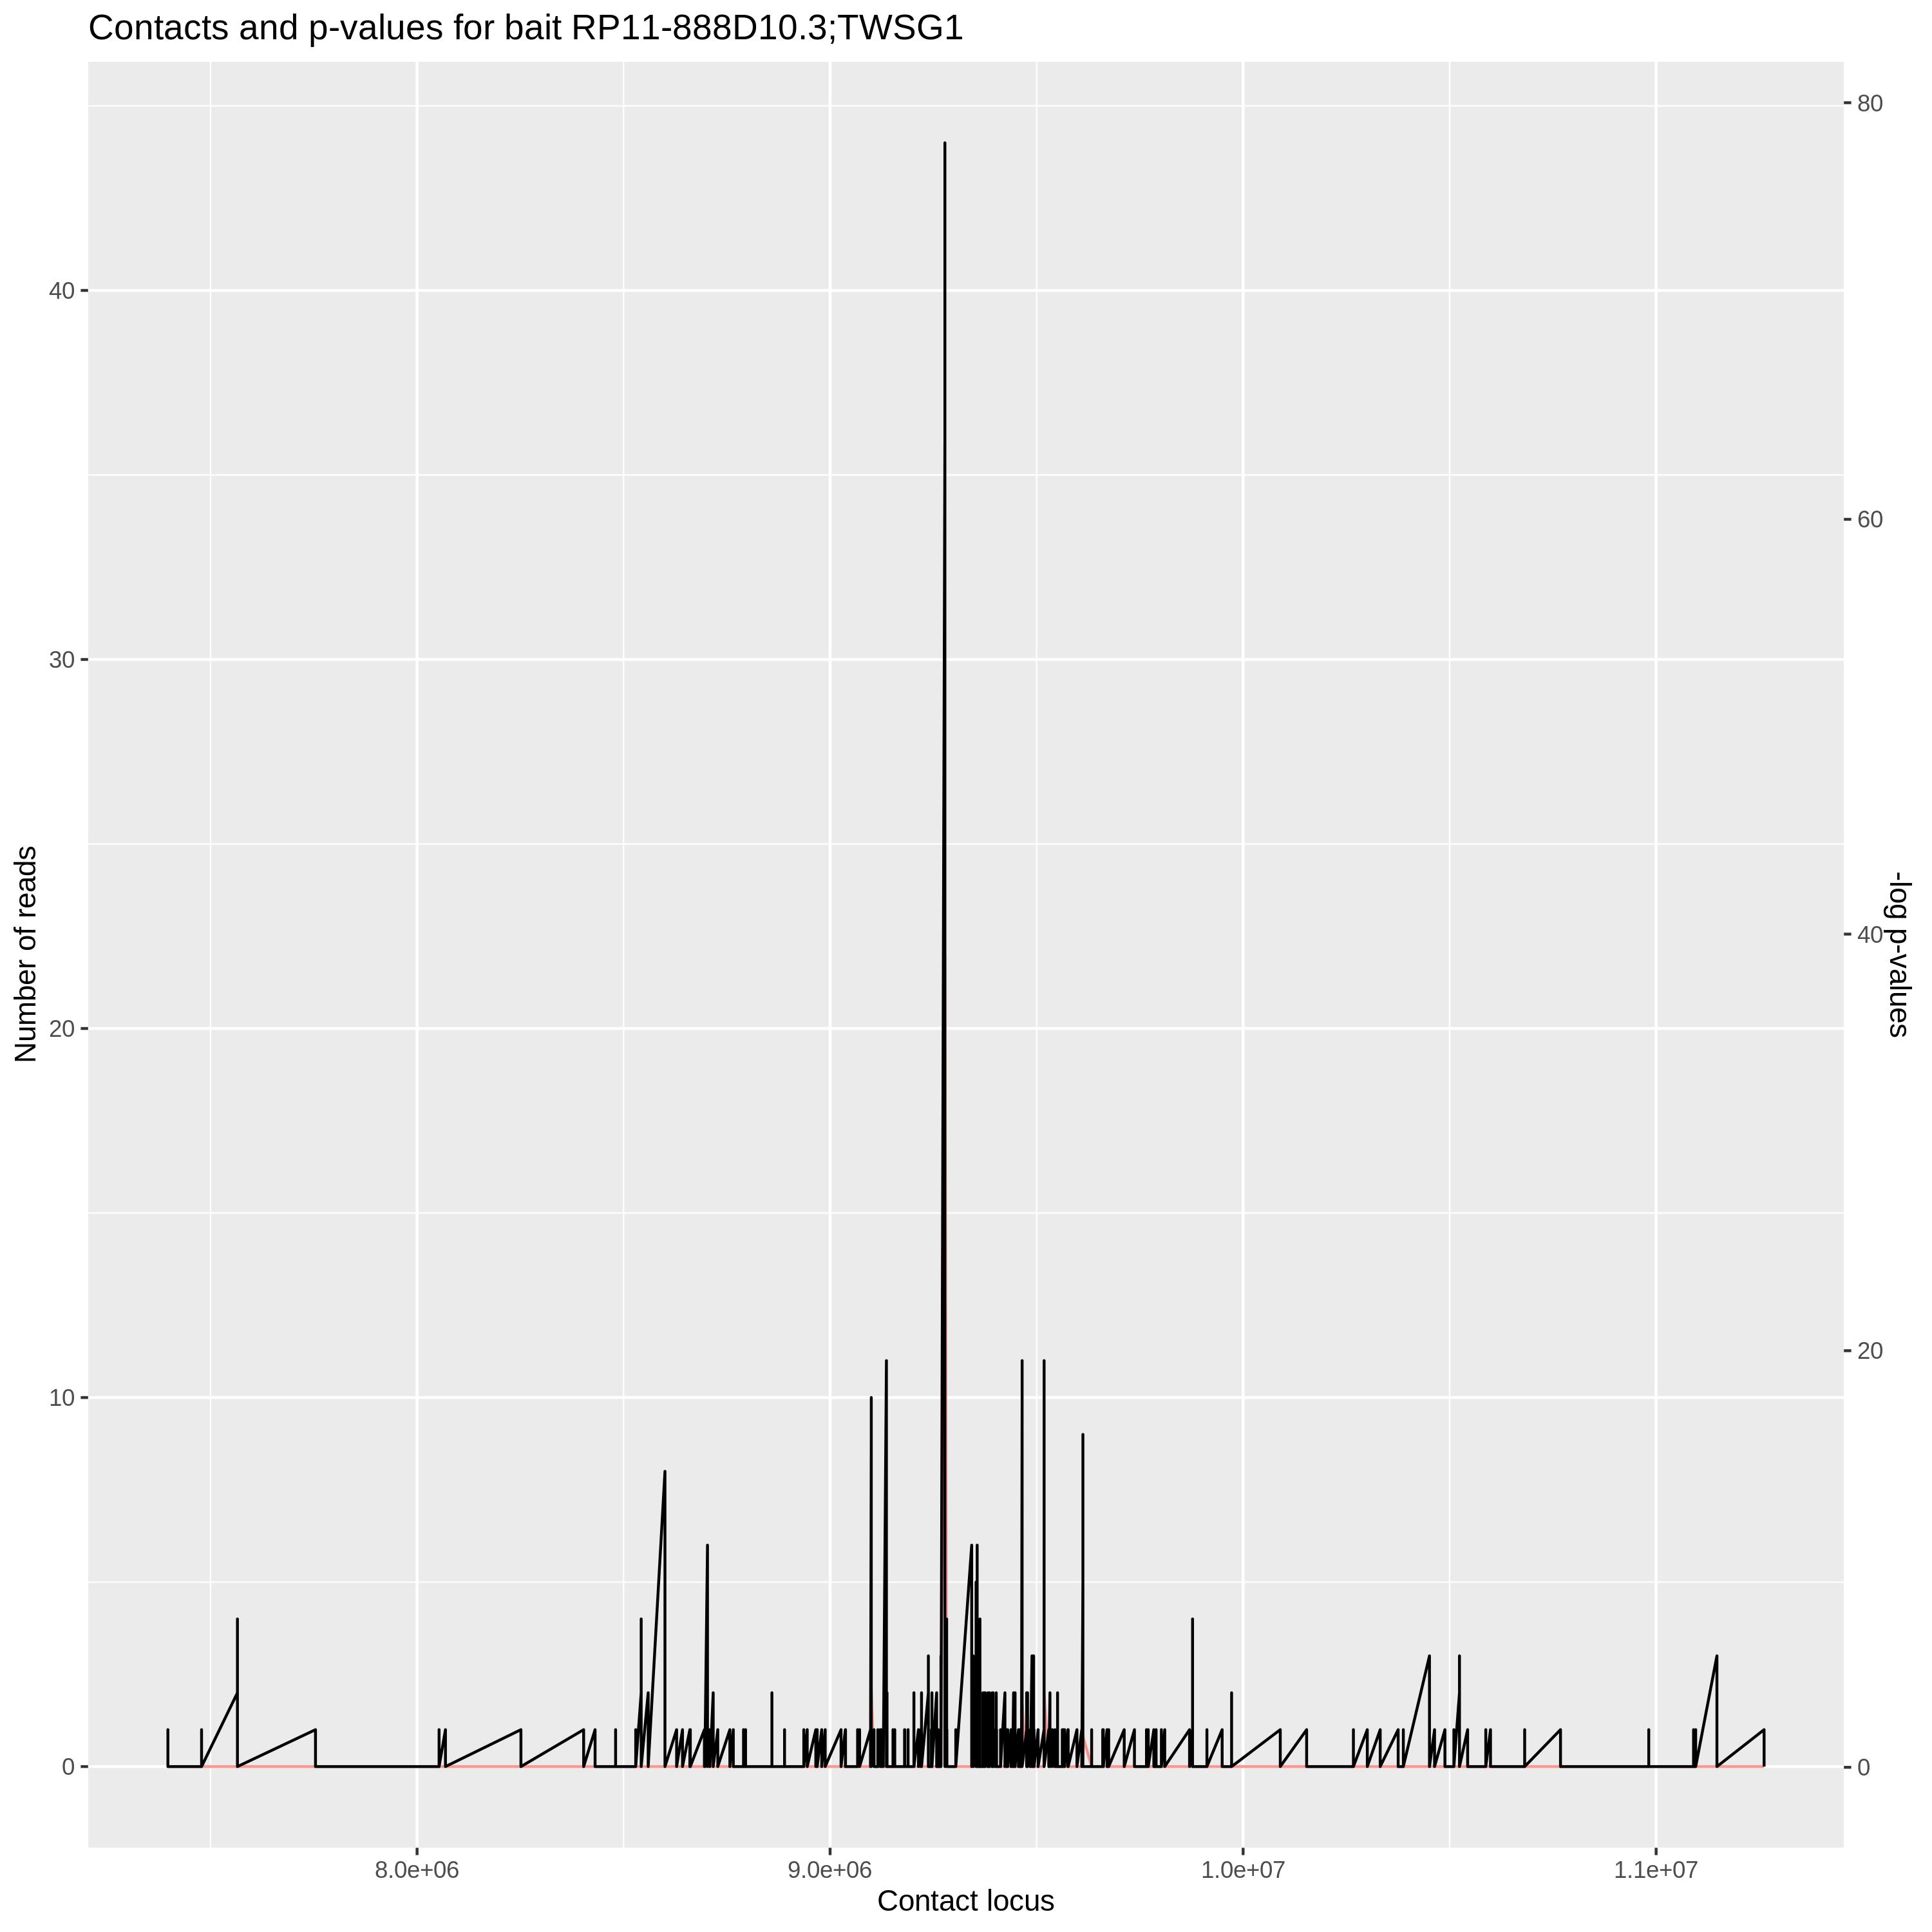 Contacts and p-values for bait RP11-888D10.3;TWSG1
Number of reads
40
30
20
10
0
80
60
40
20
0
-log p-values
8.0e+06
9.0e+06
1.0e+07
1.1e+07
Contact locus